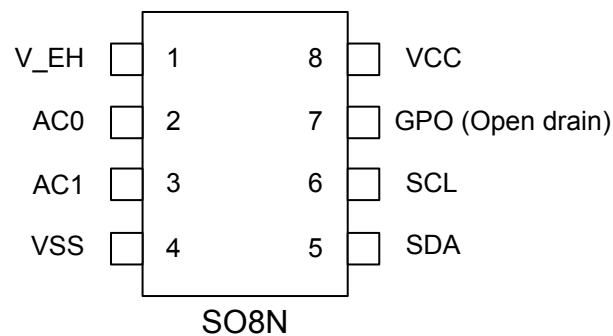 V_EH 1 8 VCC
AC0 2 7 GPO (Open drain)
AC1 3 6 SCL
VSS 4 5 SDA
SO8N